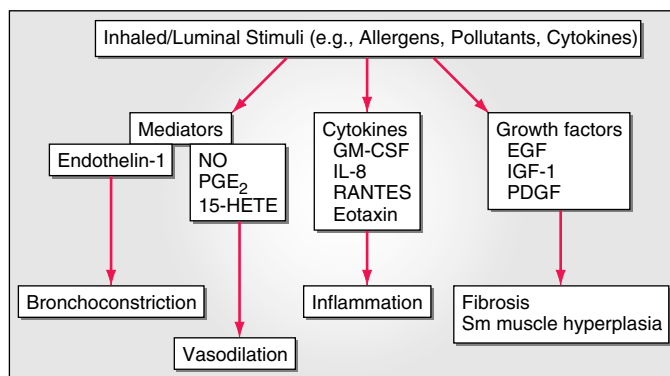 Inhaled/Luminal Stimuli (e.g., Allergens, Pollutants, Cytokines)
Mediators
Endothelin-1
NO
PGE2
15-HETE
Cytokines
GM-CSF
IL-8
RANTES
Eotaxin
Growth factors
EGF
IGF-1
PDGF
Bronchoconstriction
Vasodilation
Inflammation
Fibrosis
Sm muscle hyperplasia